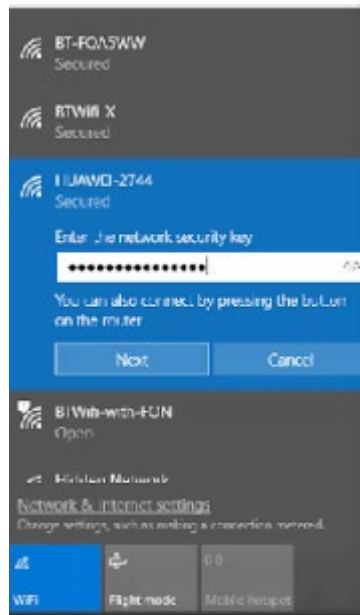 BT-FQA5WW
Secured
BTWifi-X
Secured
HUAWEI-2744
Secured
Enter the network security key
•••••••••••••••
You can also connect by pressing the button
on the router
Next Cancel
BTWifi-with-FON
Open
Hidden Network
Network & Internet settings
Change settings, such as making a connection metered.
WiFi Flight mode Mobile hotspot